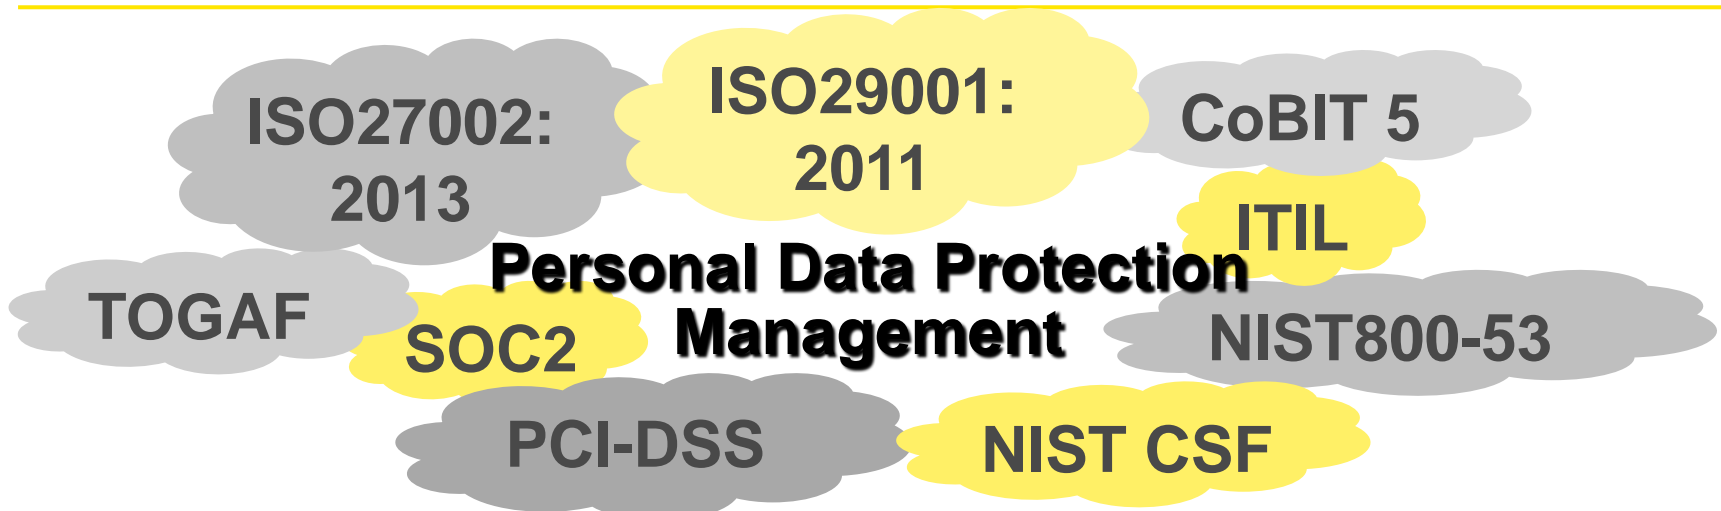 ISO27002:
2013
ISO29001:
2011
CoBIT 5
ITIL
Personal Data Protection
Management
TOGAF
SOC2
NIST800-53
PCI-DSS
NIST CSF